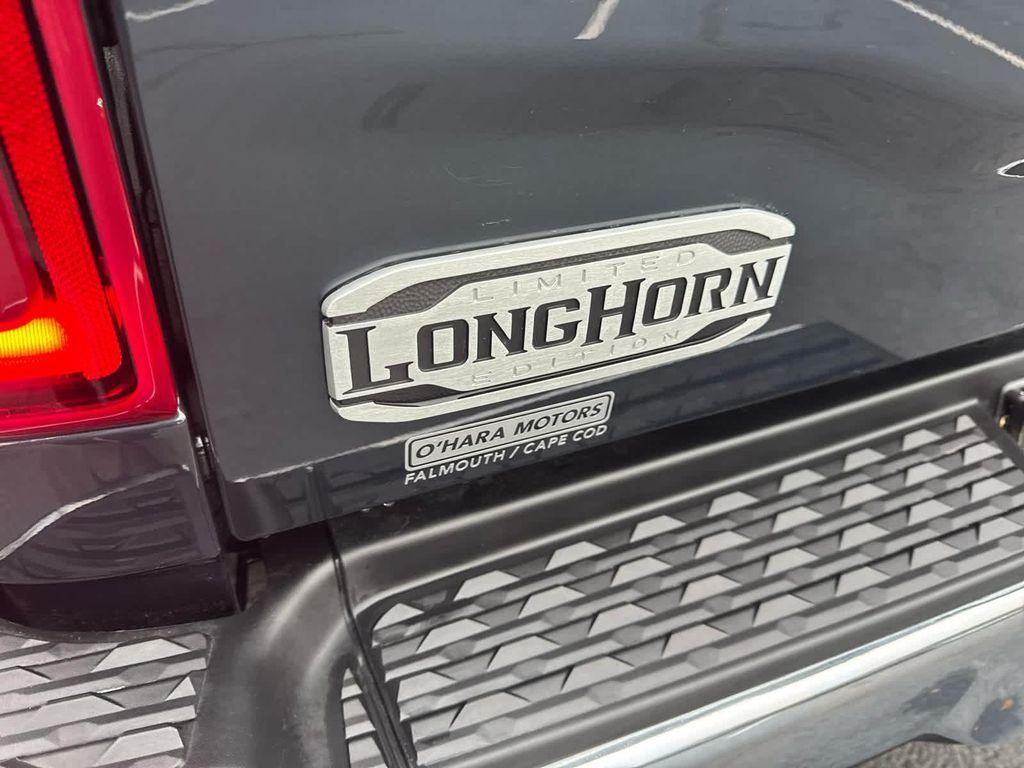 LIMITED
LONGHORN
EDITION
O'HARA MOTORS
FALMOUTH / CAPE COD